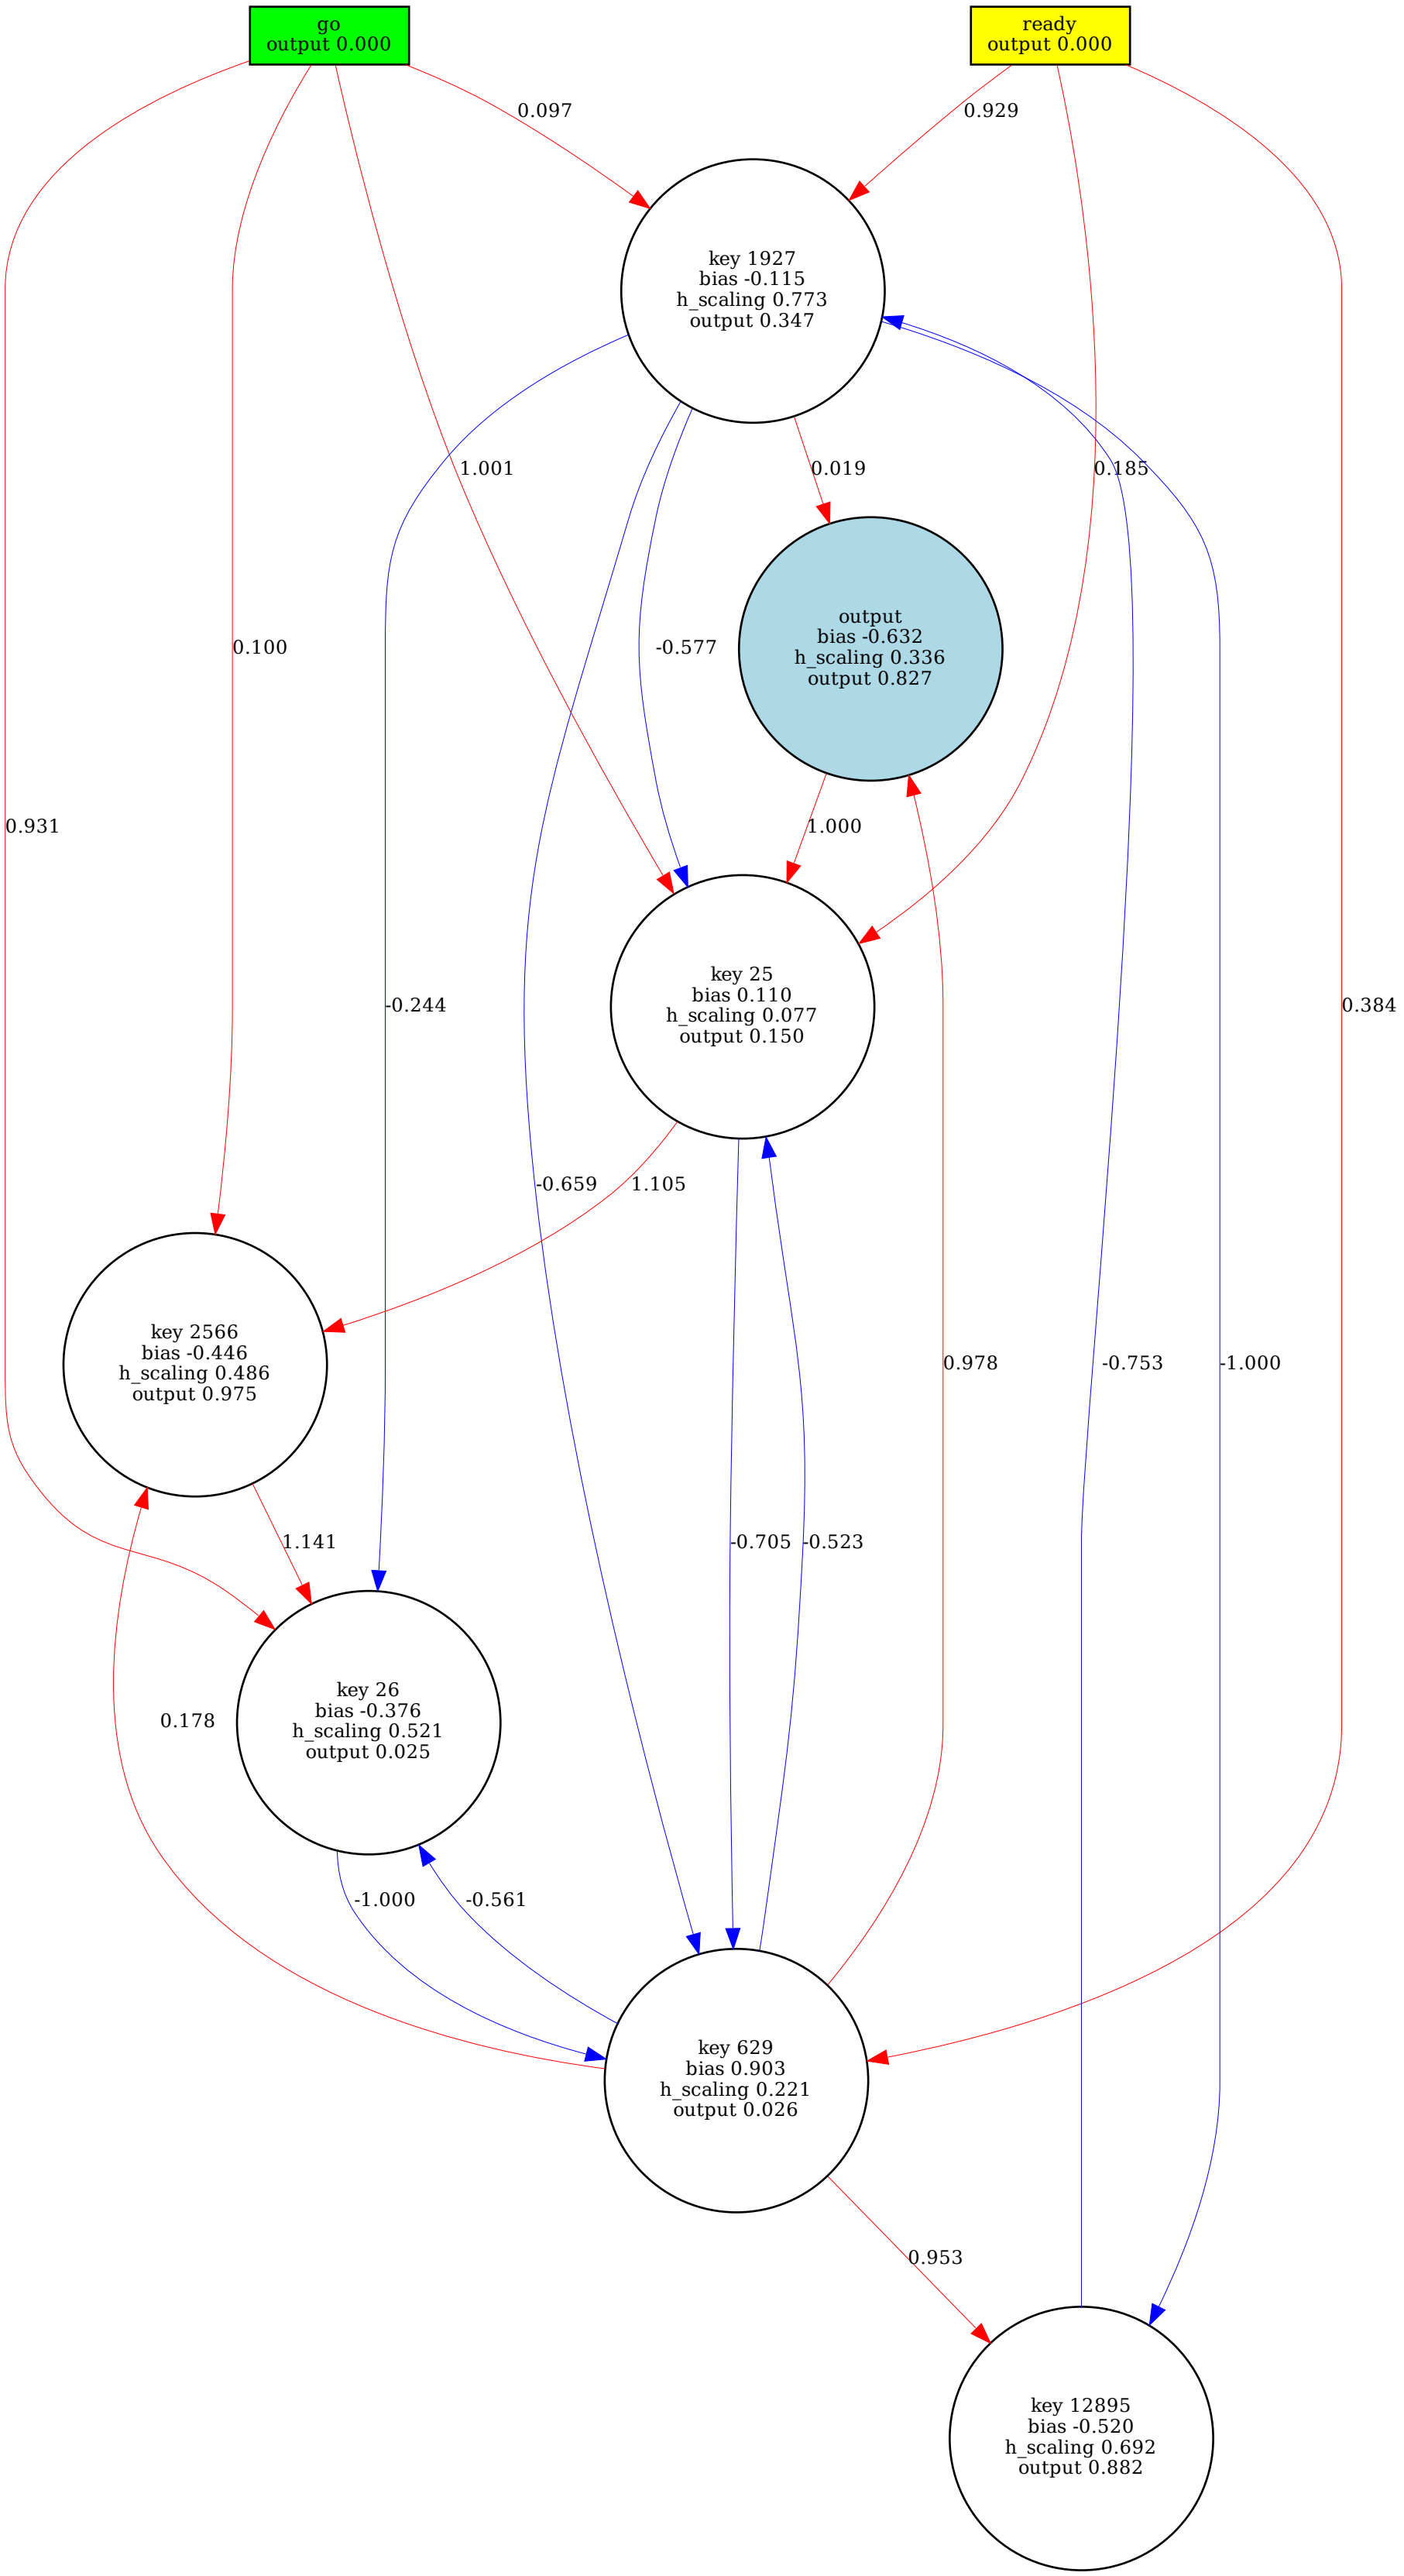 go
output 0.000
ready
output 0.000
0.097
0.929
key 1927
bias -0.115
h_scaling 0.773
output 0.347
1.001
0.019
0.185
0.100
-0.577
output
bias -0.632
h_scaling 0.336
output 0.827
0.931
1.000
-0.244
key 25
bias 0.110
h_scaling 0.077
output 0.150
0.384
-0.659
1.105
key 2566
bias -0.446
h_scaling 0.486
output 0.975
0.978
-0.753
-1.000
1.141
-0.705
-0.523
0.178
key 26
bias -0.376
h_scaling 0.521
output 0.025
-1.000
-0.561
key 629
bias 0.903
h_scaling 0.221
output 0.026
0.953
key 12895
bias -0.520
h_scaling 0.692
output 0.882